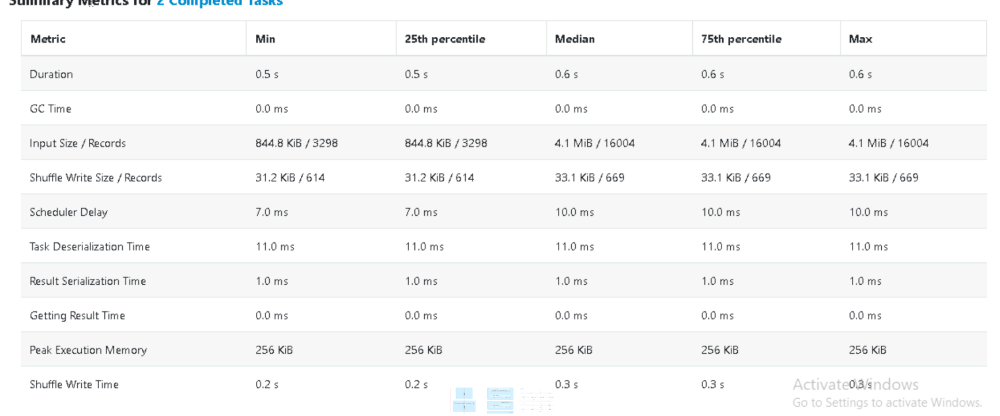 Summary Metrics for 2 Completed Tasks
Metric Min 25th percentile Median 75th percentile Max
Duration 0.5 s 0.5 s 0.6 s 0.6 s 0.6 s
GC Time 0.0 ms 0.0 ms 0.0 ms 0.0 ms 0.0 ms
Input Size / Records 844.8 KiB / 3298 844.8 KiB / 3298 4.1 MiB / 16004 4.1 MiB / 16004 4.1 MiB / 16004
Shuffle Write Size / Records 31.2 KiB / 614 31.2 KiB / 614 33.1 KiB / 669 33.1 KiB / 669 33.1 KiB / 669
Scheduler Delay 7.0 ms 7.0 ms 10.0 ms 10.0 ms 10.0 ms
Task Deserialization Time 11.0 ms 11.0 ms 11.0 ms 11.0 ms 11.0 ms
Result Serialization Time 1.0 ms 1.0 ms 1.0 ms 1.0 ms 1.0 ms
Getting Result Time 0.0 ms 0.0 ms 0.0 ms 0.0 ms 0.0 ms
Peak Execution Memory 256 KiB 256 KiB 256 KiB 256 KiB 256 KiB
Shuffle Write Time 0.2 s 0.2 s 0.3 s 0.3 s 0.3 s
Activate Windows
Go to Settings to activate Windows.